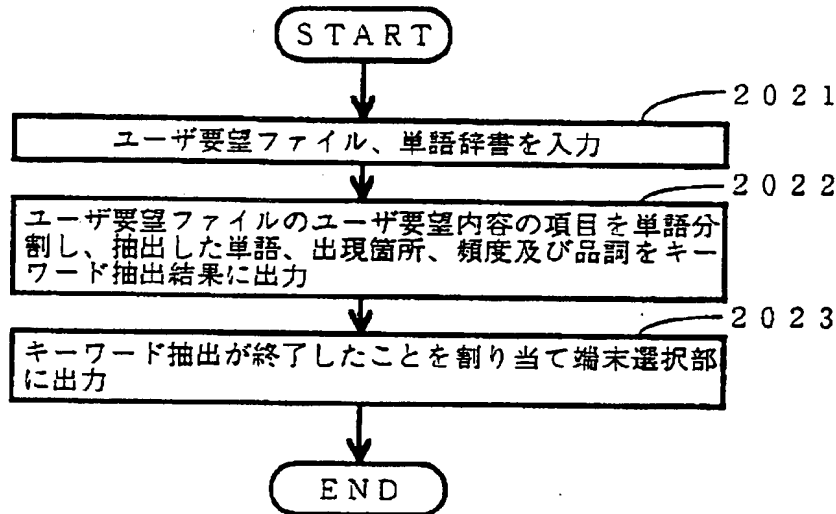 START
2021
ユーザ要望ファイル、単語辞書を入力
2022
ユーザ要望ファイルのユーザ要望内容の項目を単語分
割し、抽出した単語、出現箇所、頻度及び品詞をキー
ワード抽出結果に出力
2023
キーワード抽出が終了したことを割り当て端末選択部
に出力
END